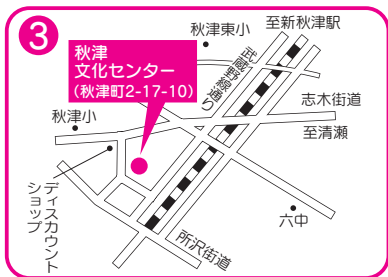 3
秋津
文化センター
(秋津町2-17-10)
秋津東小
至新秋津駅
武蔵野線通り
志木街道
至清瀬
秋津小
ディスカウント
ショップ
六中
所沢街道